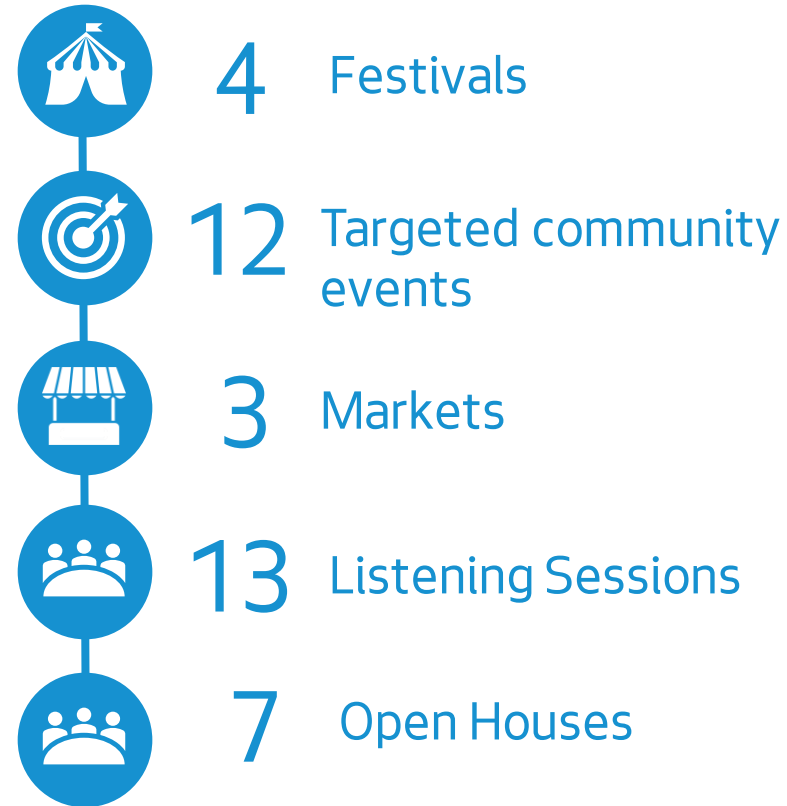 4 Festivals
12 Targeted community
events
3 Markets
13 Listening Sessions
7 Open Houses